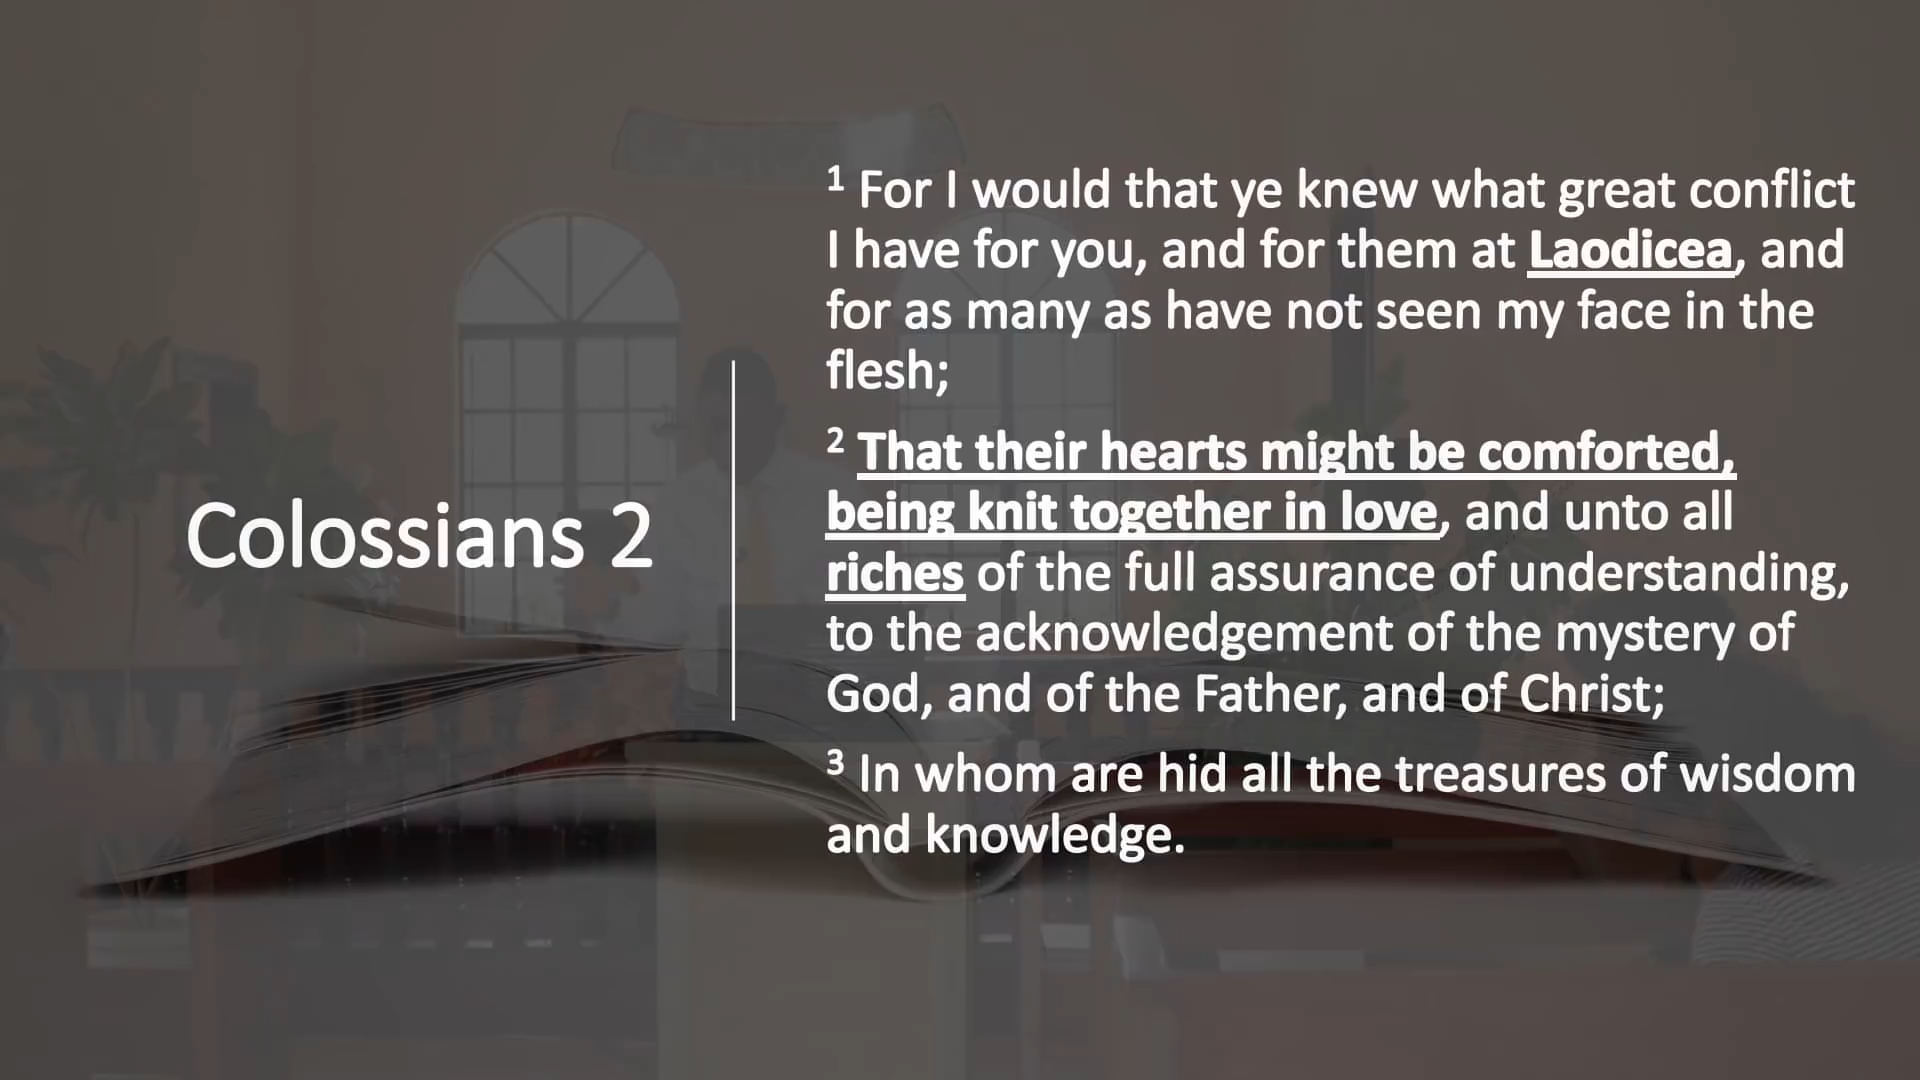 Colossians 2
1 For I would that ye knew what great conflict
I have for you, and for them at Laodicea, and
for as many as have not seen my face in the
flesh;
2 That their hearts might be comforted,
being knit together in love, and unto all
riches of the full assurance of understanding,
to the acknowledgement of the mystery of
God, and of the Father, and of Christ;
3 In whom are hid all the treasures of wisdom
and knowledge.